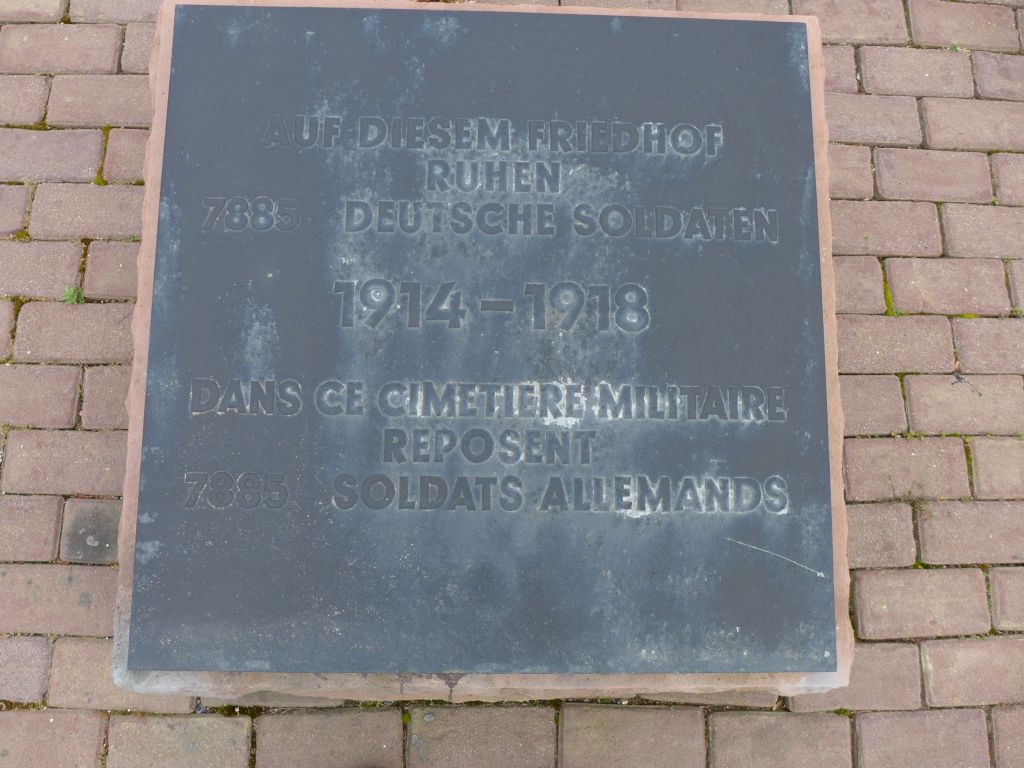 AUF DIESEM FRIEDHOF
RUHEN
7885 DEUTSCHE SOLDATEN
1914-1918
DANS CE CIMETIERE MILITAIRE
REPOSENT
7885 SOLDATS ALLEMANDS